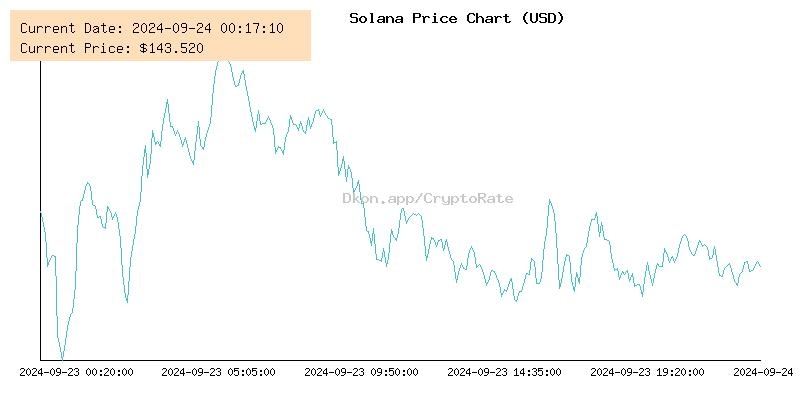 Solana Price Chart (USD)
Current Date: 2024-09-24 00:17:10
Current Price: $143.520
Dkon.app/CryptoRate
2024-09-23 00:20:00
2024-09-23 05:05:00
2024-09-23 09:50:00
2024-09-23 14:35:00
2024-09-23 19:20:00
2024-09-24